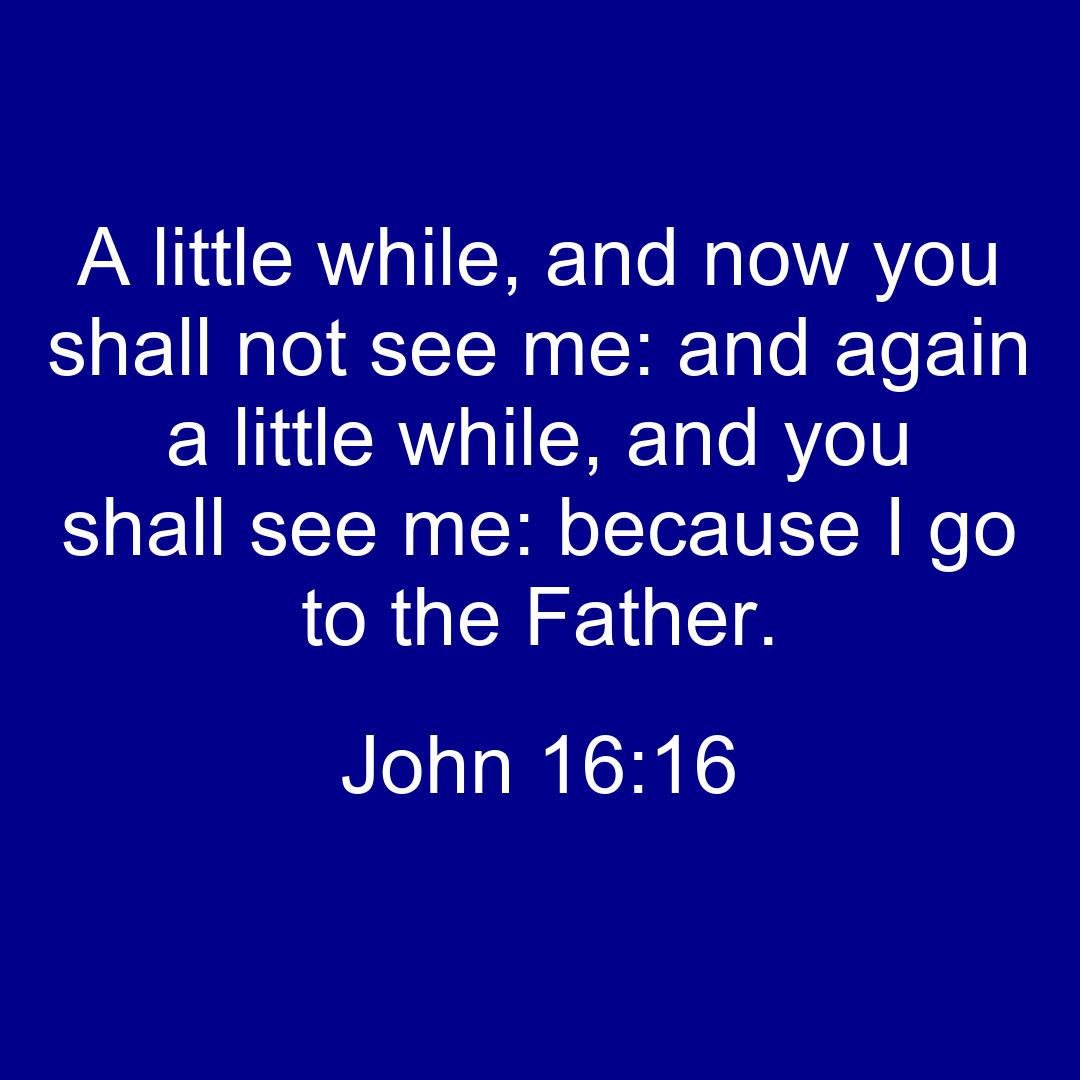 A little while, and now you
shall not see me: and again
a little while, and you
shall see me: because I go
to the Father.
John 16:16